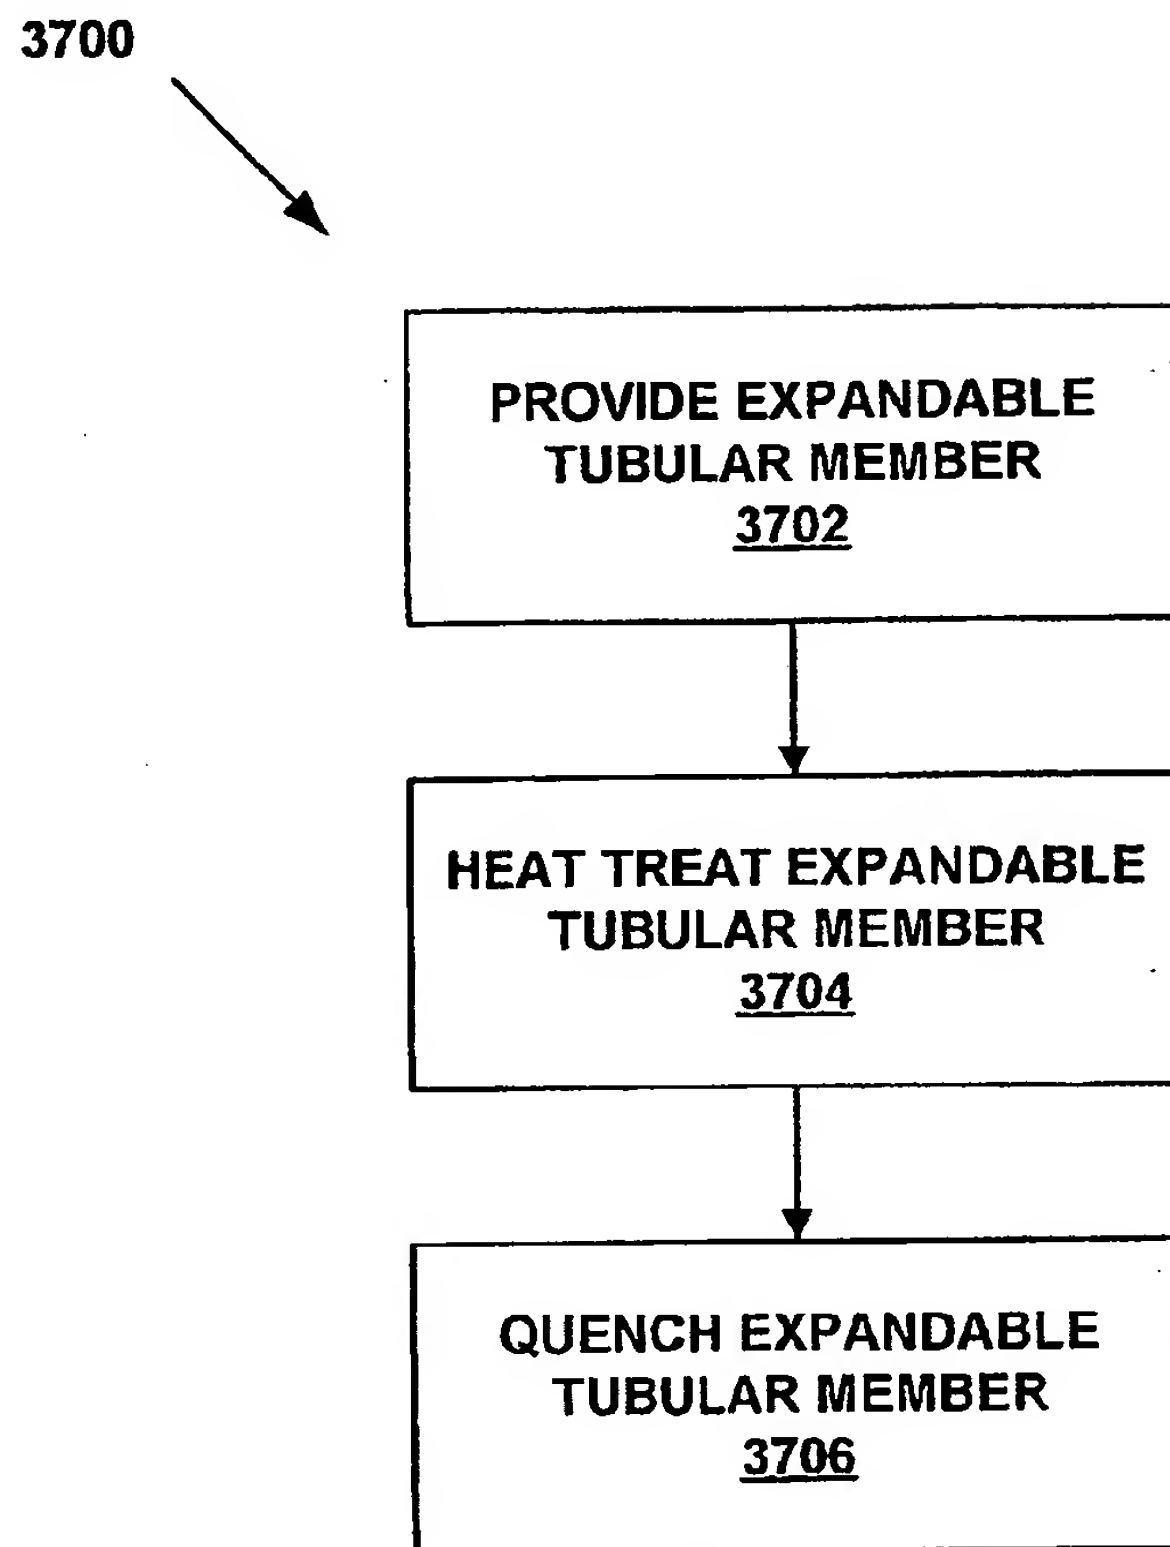 3700
PROVIDE EXPANDABLE
TUBULAR MEMBER
3702
HEAT TREAT EXPANDABLE
TUBULAR MEMBER
3704
QUENCH EXPANDABLE
TUBULAR MEMBER
3706